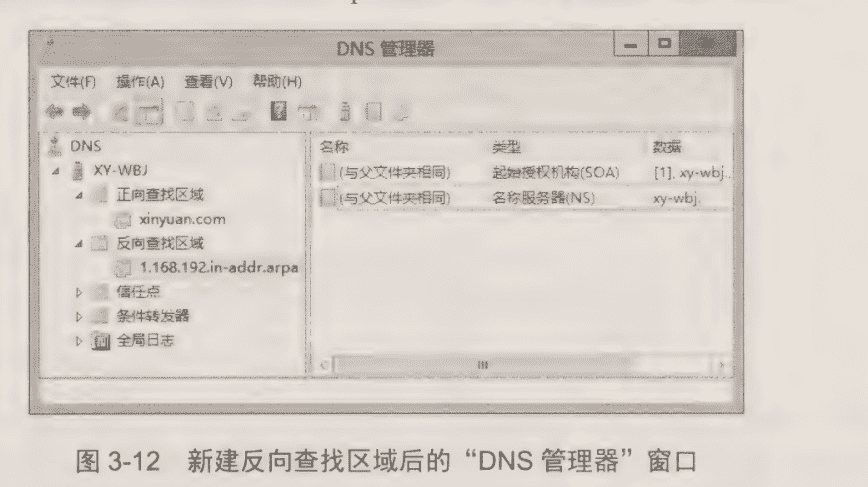 DNS 管理器
文件(F) 操作(A) 查看(V) 帮助(H)
DNS
XY-WBJ
正向查找区域
xinyuan.com
反向查找区域
1.168.192.in-addr.arpa
信任点
条件转发器
全局日志
名称 类型 数据
(与父文件夹相同) 起始授权机构(SOA) [1], xy-wbj..
(与父文件夹相同) 名称服务器(NS) xy-wbj.
图 3-12 新建反向查找区域后的“DNS 管理器”窗口